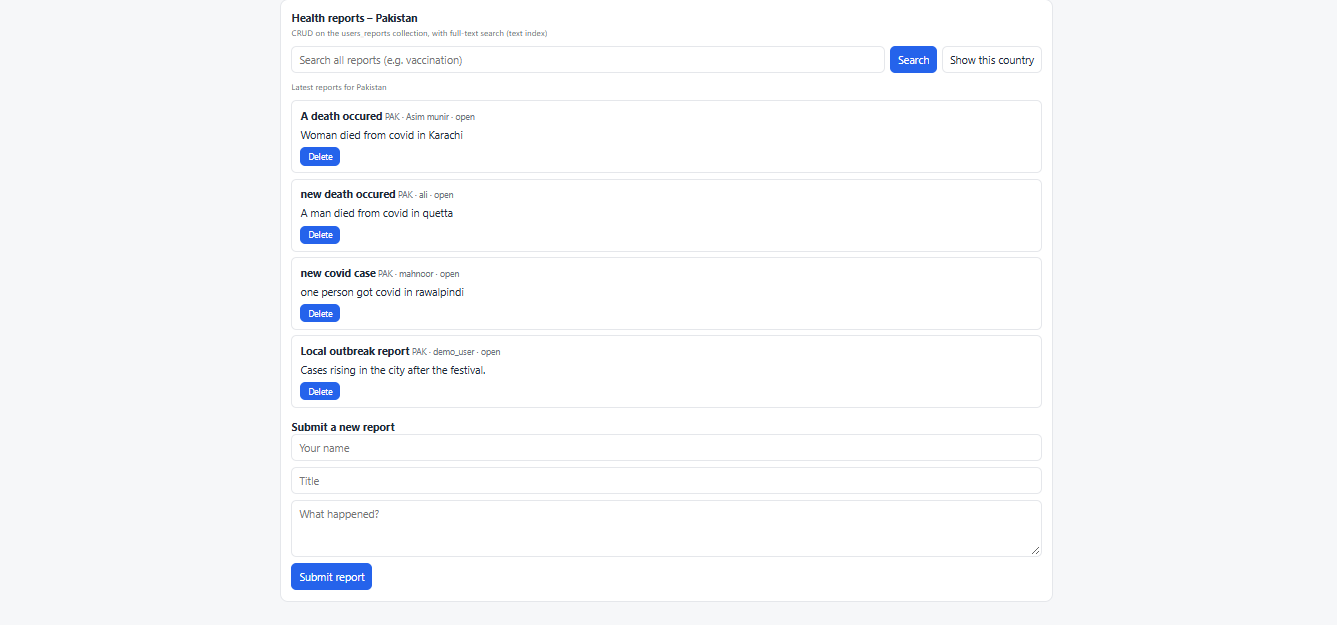 Health reports – Pakistan
CRUD on the users_reports collection, with full-text search (text index)
Search all reports (e.g. vaccination)
Search
Show this country
Latest reports for Pakistan
A death occured PAK · Asim munir · open
Woman died from covid in Karachi
Delete
new death occured PAK · ali · open
A man died from covid in quetta
Delete
new covid case PAK · mahnoor · open
one person got covid in rawalpindi
Delete
Local outbreak report PAK · demo_user · open
Cases rising in the city after the festival.
Delete
Submit a new report
Your name
Title
What happened?
Submit report